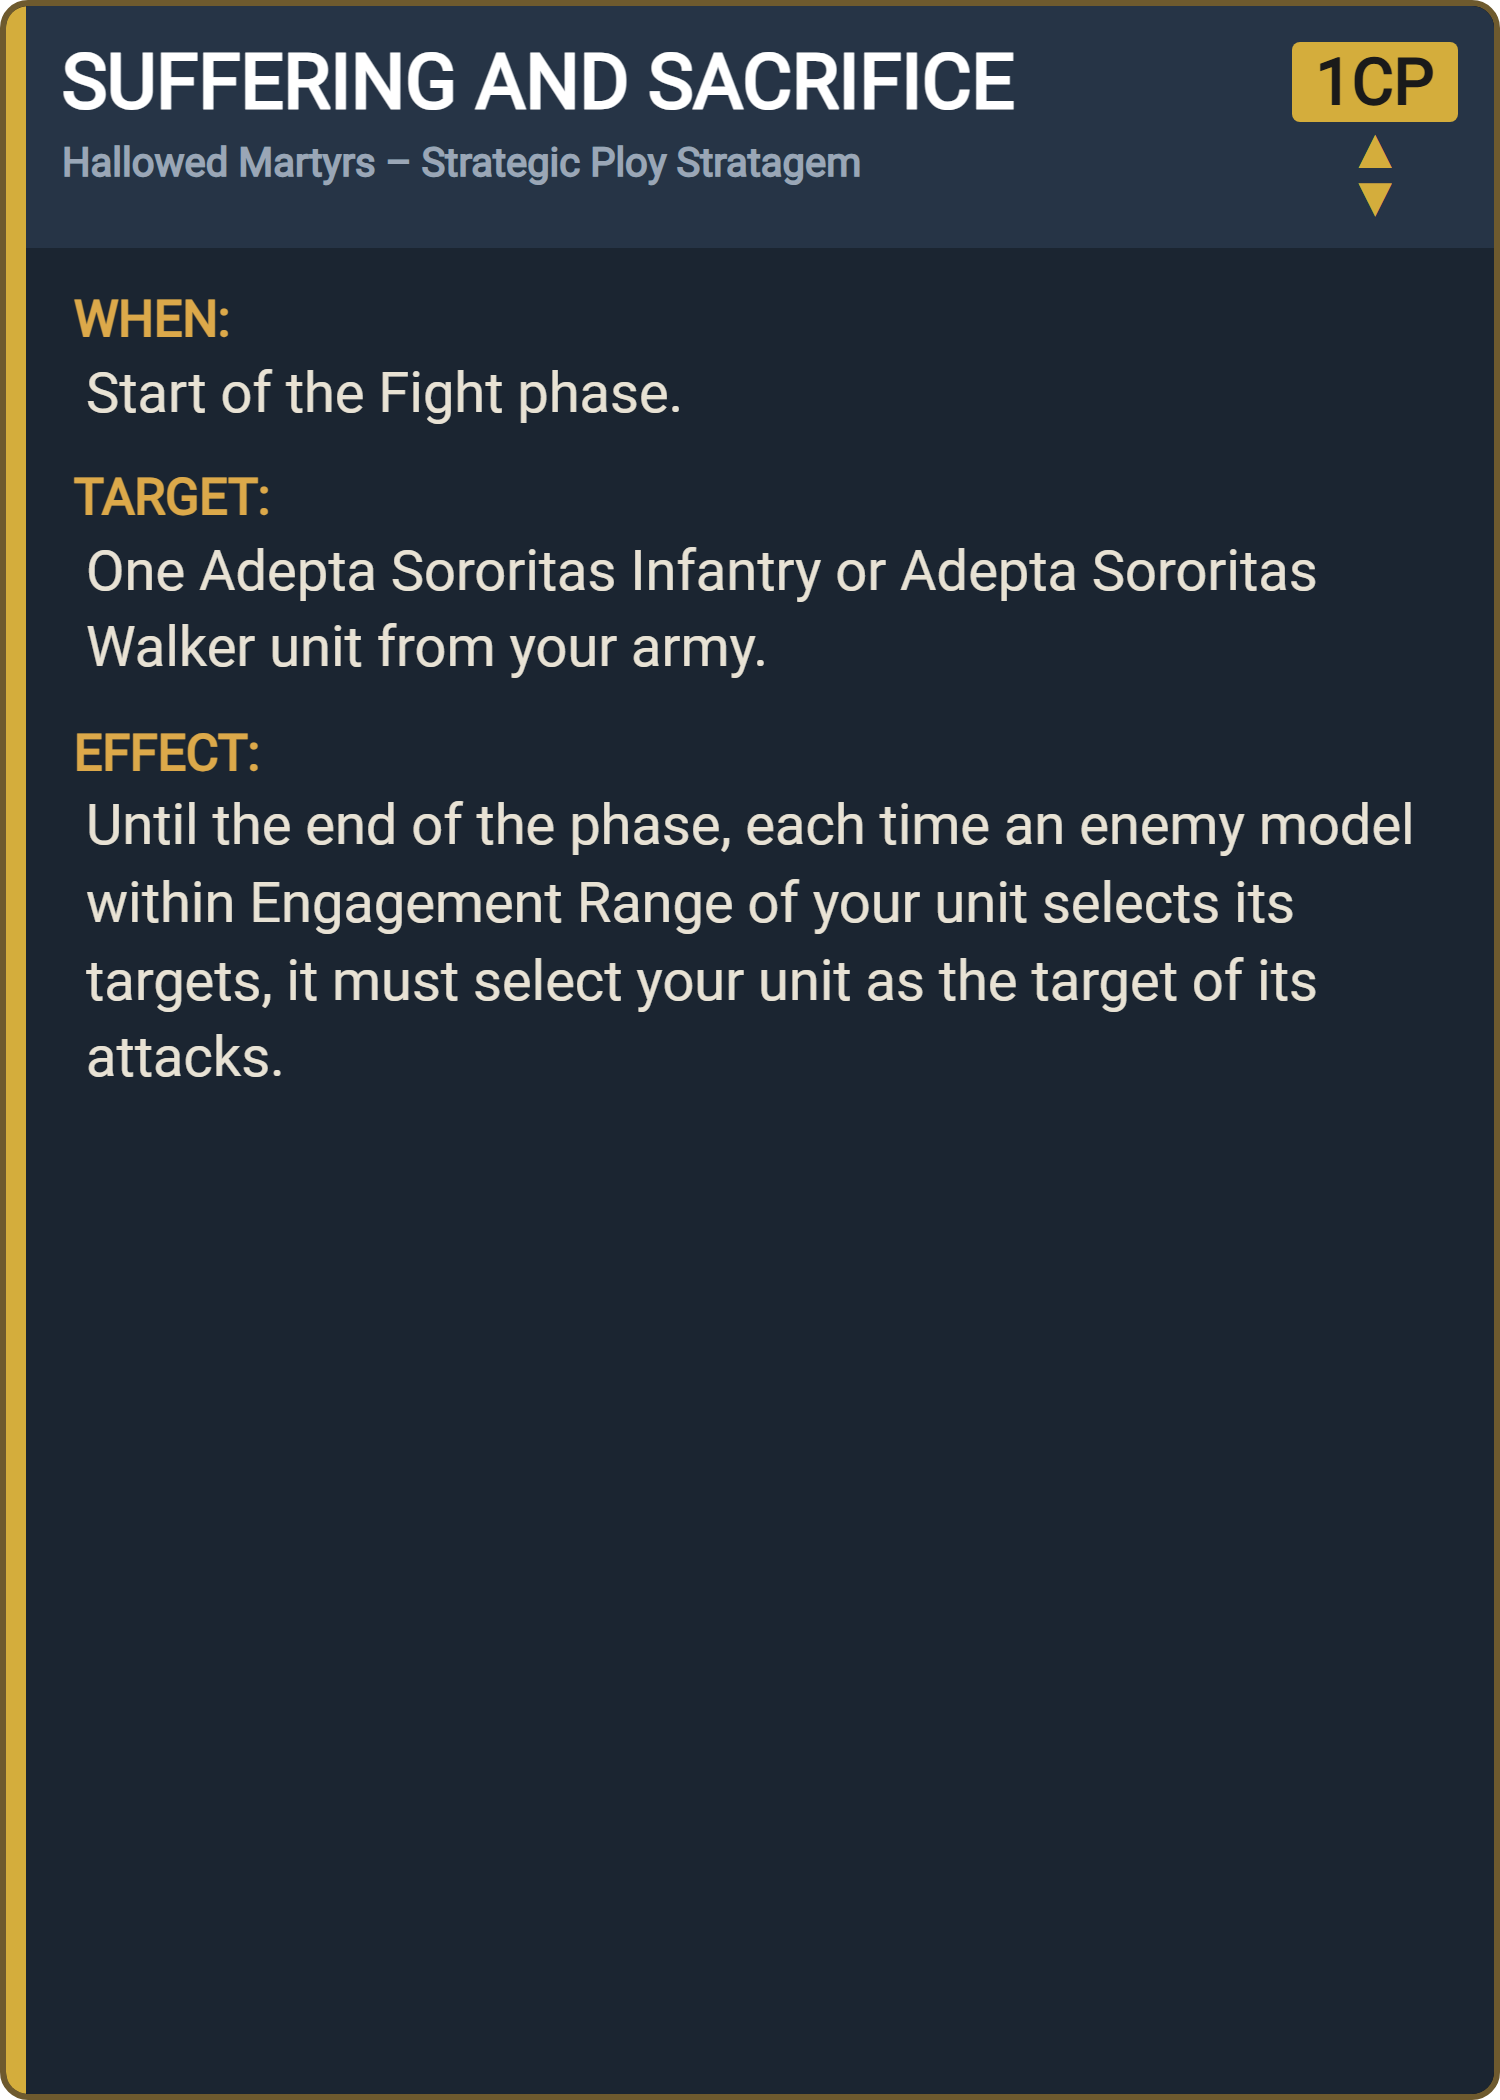 SUFFERING AND SACRIFICE
1CP
Hallowed Martyrs – Strategic Ploy Stratagem
▲
▼
WHEN:
Start of the Fight phase.
TARGET:
One Adepta Sororitas Infantry or Adepta Sororitas
Walker unit from your army.
EFFECT:
Until the end of the phase, each time an enemy model
within Engagement Range of your unit selects its
targets, it must select your unit as the target of its
attacks.